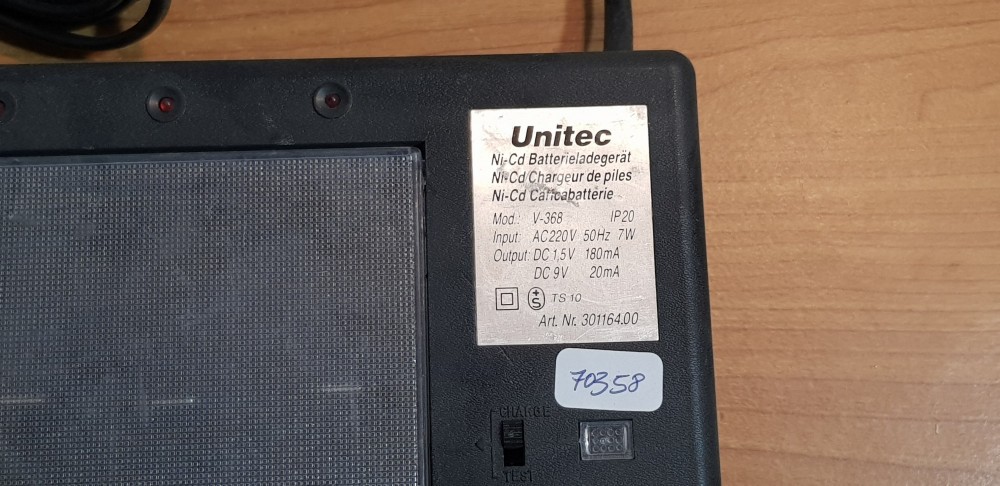 Unitec
Ni-Cd Batterieladegerät
Ni-Cd Chargeur de piles
Ni-Cd Caricabatterie
Mod.: V-368 IP20
Input: AC220V 50Hz 7W
Output: DC 1,5V 180mA
DC 9V 20mA
+S TS 10
Art. Nr. 301164.00
70358
CHARGE
TEST